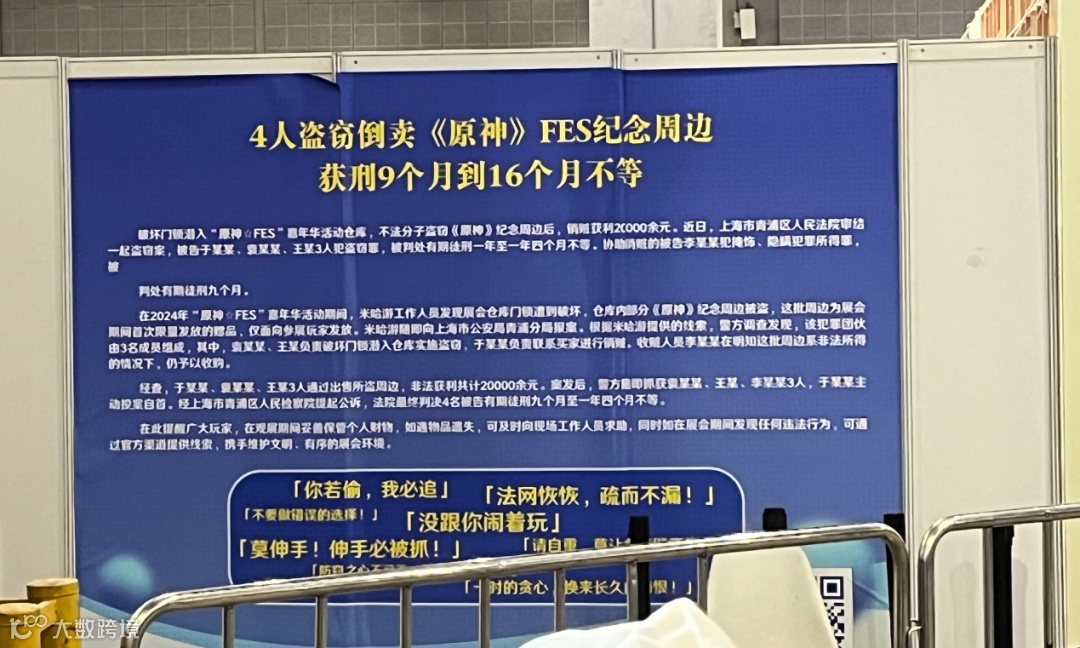 4人盗窃倒卖《原神》FES纪念周边
获刑9个月到16个月不等
破坏门锁潜入“原神☆FES”嘉年华活动仓库，不法分子盗窃《原神》纪念周边后，销赃获利20000余元。近日，上海市青浦区人民法院审结
一起盗窃案，被告于某某、袁某某、王某3人犯盗窃罪，被判处有期徒刑一年至一年四个月不等。协助销赃的被告李某某犯掩饰、隐瞒犯罪所得罪，
被
判处有期徒刑九个月。
在2024年“原神☆FES”嘉年华活动期间，米哈游工作人员发现展会仓库门锁遭到破坏，仓库内部分《原神》纪念周边被盗，这批周边为展会
期间首次限量发放的赠品，仅面向参展玩家发放。米哈游随即向上海市公安局青浦分局报案。根据米哈游提供的线索，警方调查发现，该犯罪团伙
由3名成员组成，其中，袁某某、王某负责破坏门锁潜入仓库实施盗窃，于某某负责联系买家进行销赃。收赃人员李某某在明知这批周边系非法所得
的情况下，仍予以收购。
经查，于某某、袁某某、王某3人通过出售所盗周边，非法获利共计20000余元。案发后，警方随即抓获袁某某、王某、李某某3人，于某某主
动投案自首。经上海市青浦区人民检察院提起公诉，法院最终判决4名被告有期徒刑九个月至一年四个月不等。
在此提醒广大玩家，在观展期间妥善保管个人财物，如遇物品遗失，可及时向现场工作人员求助，同时如在展会期间发现任何违法行为，可通
过官方渠道提供线索，携手维护文明、有序的展会环境。
「你若偷，我必追」 「法网恢恢，疏而不漏！」
「不要做错误的选择！」 「没跟你闹着玩」
「莫伸手！伸手必被抓！」 「请自重，莫让
「防窃之心不
「一时的贪心，换来长久的悔恨！」
大数跨境